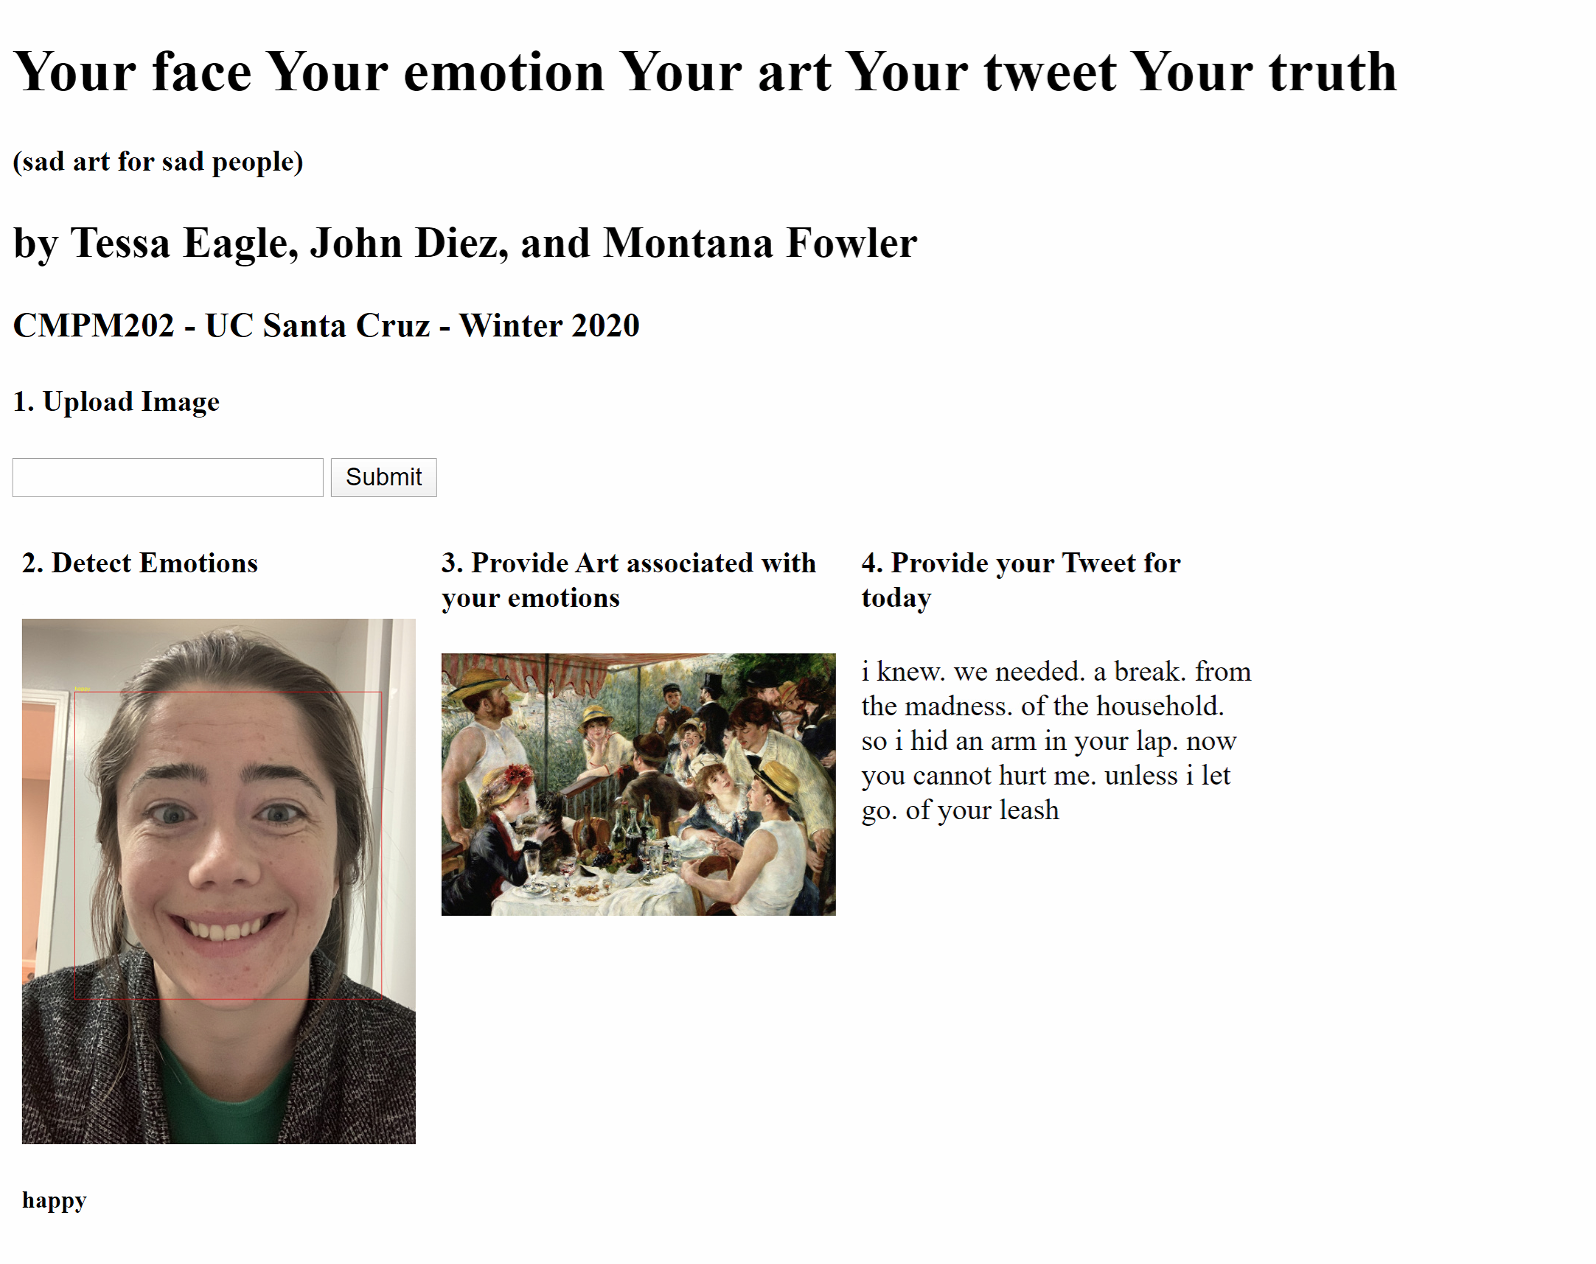 Your face Your emotion Your art Your tweet Your truth
(sad art for sad people)
by Tessa Eagle, John Diez, and Montana Fowler
CMPM202 - UC Santa Cruz - Winter 2020
1. Upload Image
Submit
2. Detect Emotions
happy
3. Provide Art associated with
your emotions
4. Provide your Tweet for
today
i knew. we needed. a break. from
the madness. of the household.
so i hid an arm in your lap. now
you cannot hurt me. unless i let
go. of your leash